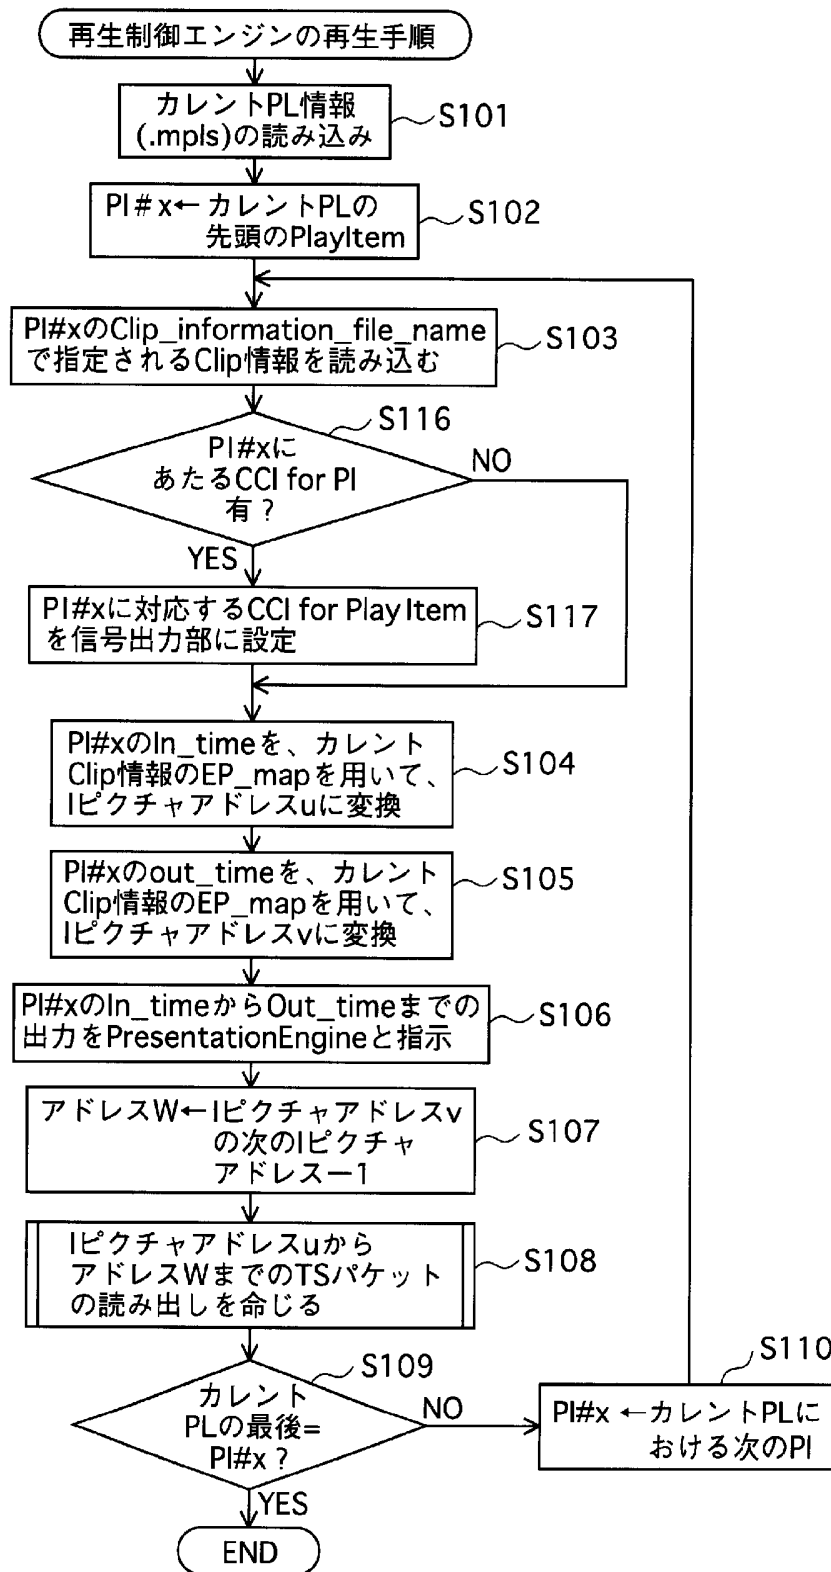 再生制御エンジンの再生手順
カレントPL情報
(.mpls)の読み込み
S101
PI#x←カレントPLの
先頭のPlayItem
S102
PI#xのClip_information_file_name
で指定されるClip情報を読み込む
S103
S116
PI#xに
あたるCCI for PI
有？
NO
YES
PI#xに対応するCCI for Play Item
を信号出力部に設定
S117
PI#xのIn_timeを、カレント
Clip情報のEP_mapを用いて、
Iピクチャアドレスuに変換
S104
PI#xのout_timeを、カレント
Clip情報のEP_mapを用いて、
Iピクチャアドレスvに変換
S105
PI#xのIn_timeからOut_timeまでの
出力をPresentationEngineと指示
S106
アドレスW←Iピクチャアドレスv
の次のIピクチャ
アドレスー1
S107
Iピクチャアドレスuから
アドレスWまでのTSパケット
の読み出しを命じる
S108
S109
カレント
PLの最後=
PI#x？
NO
S110
PI#x ←カレントPLに
おける次のPI
YES
END